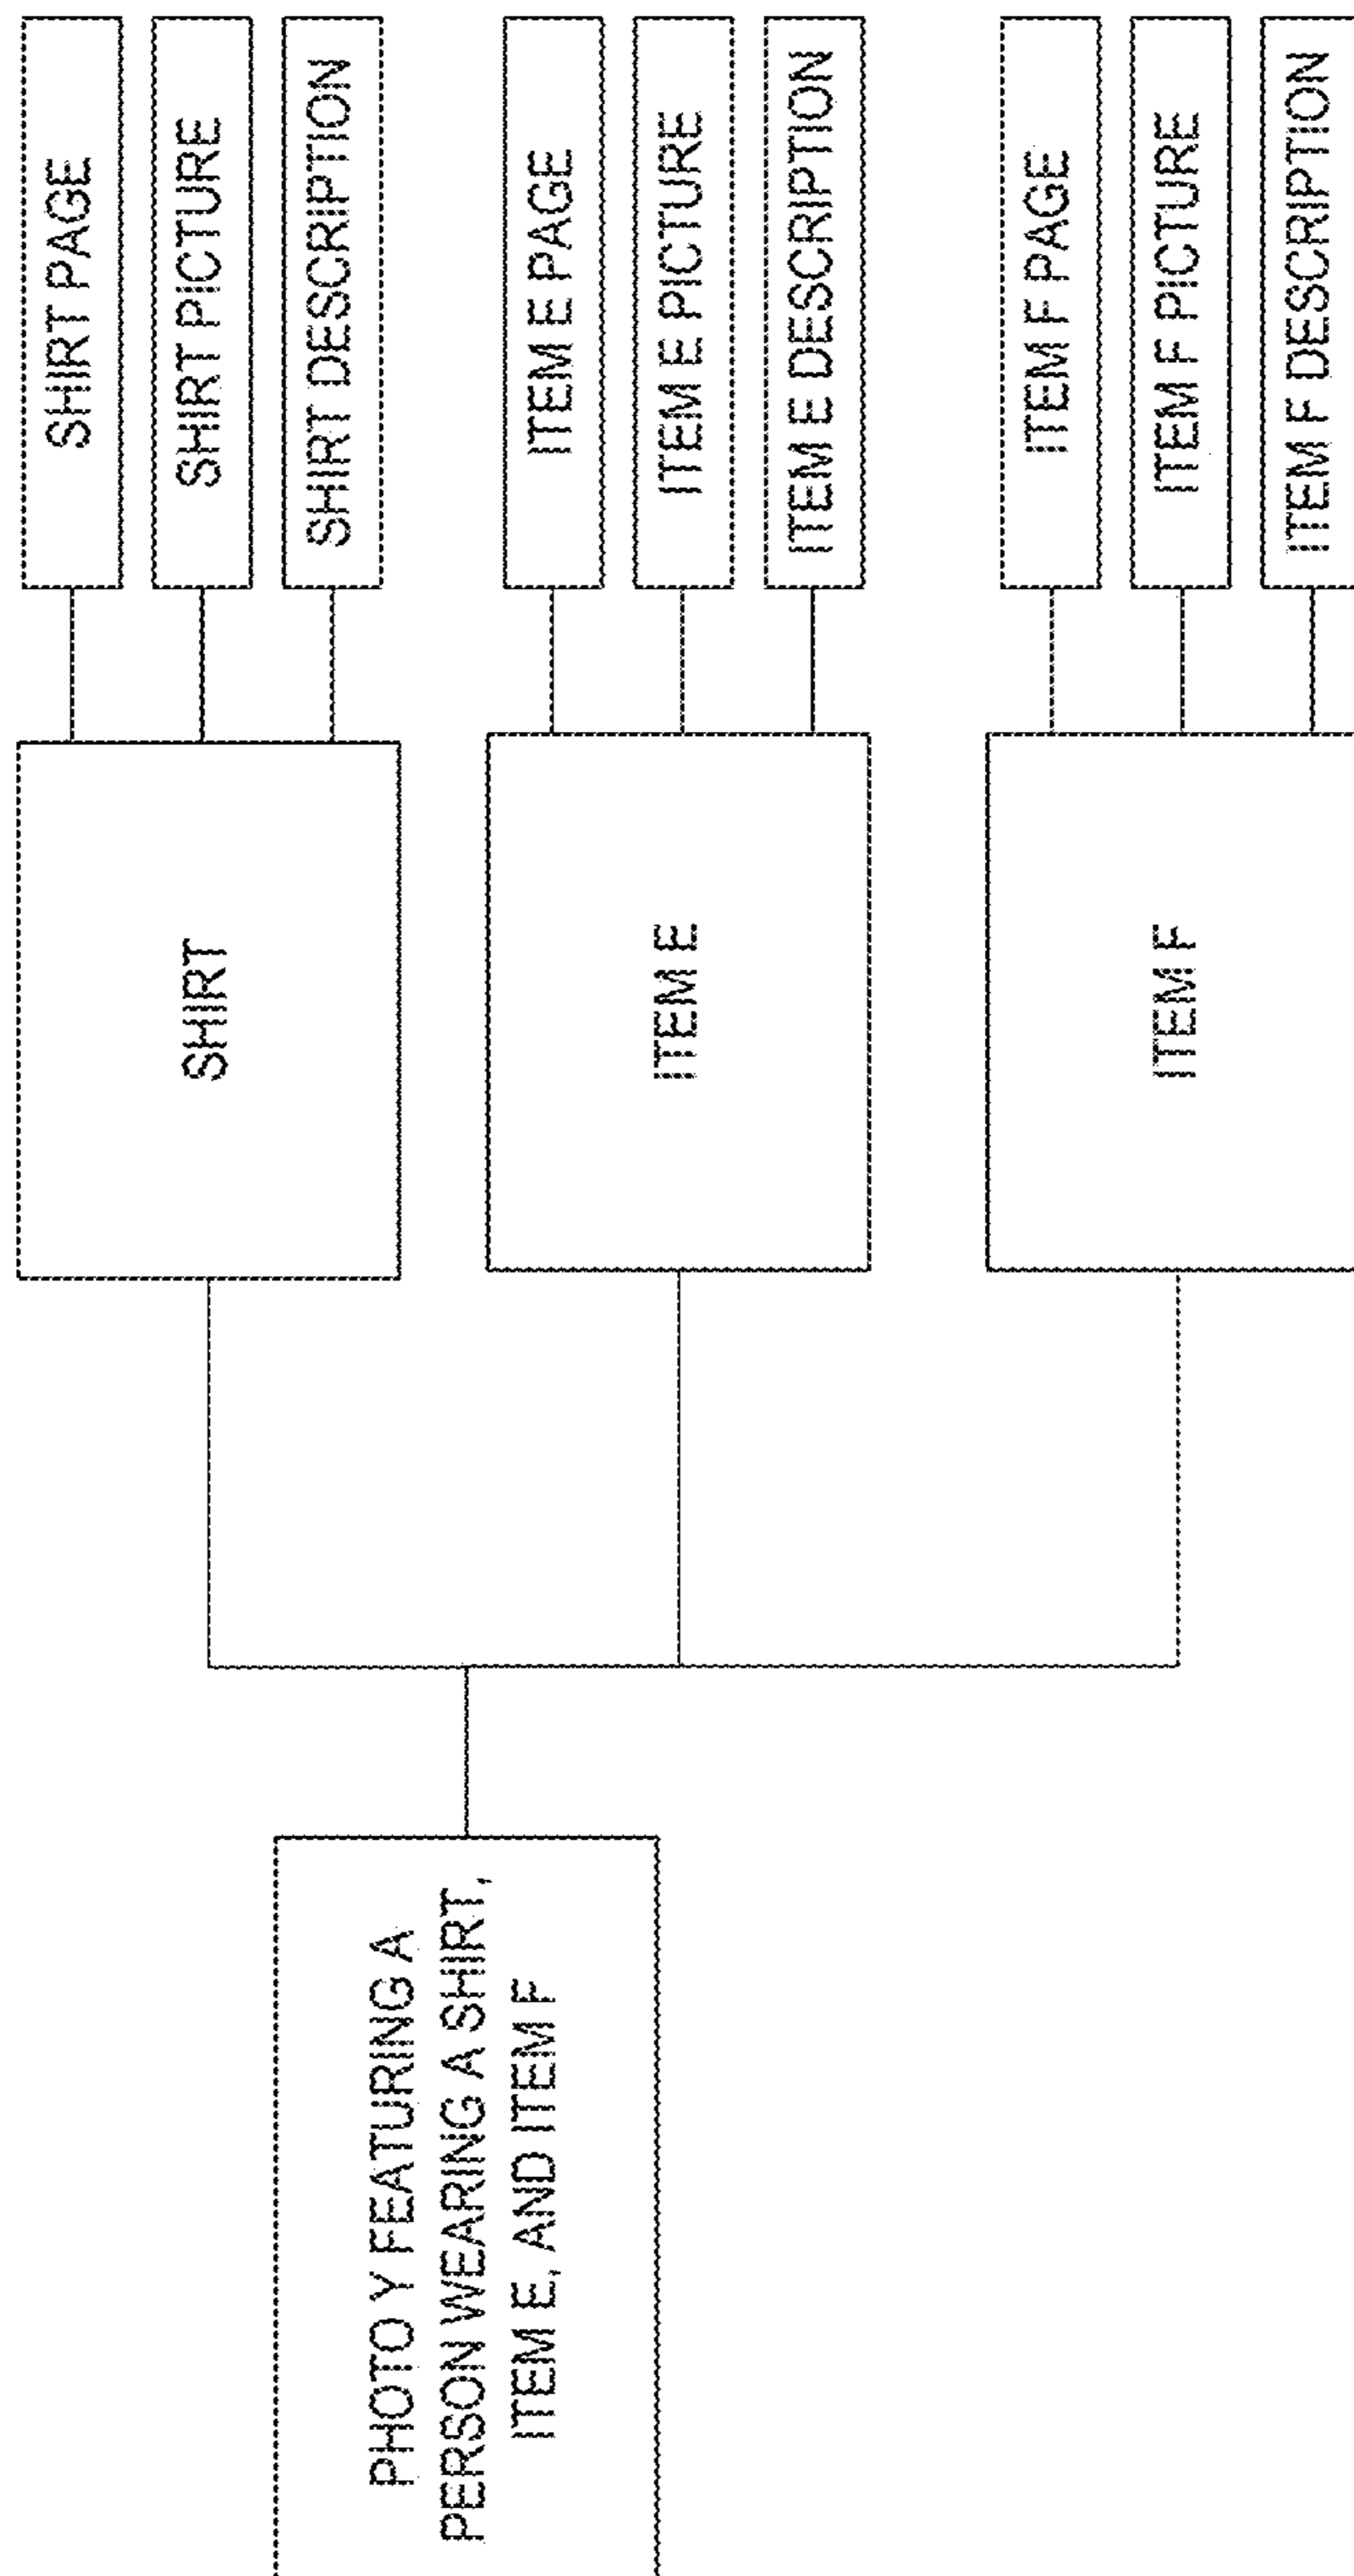 PHOTO Y FEATURING A
PERSON WEARING A SHIRT,
ITEM E, AND ITEM F
SHIRT
SHIRT PAGE
SHIRT PICTURE
SHIRT DESCRIPTION
ITEM E
ITEM E PAGE
ITEM E PICTURE
ITEM E DESCRIPTION
ITEM F
ITEM F PAGE
ITEM F PICTURE
ITEM F DESCRIPTION